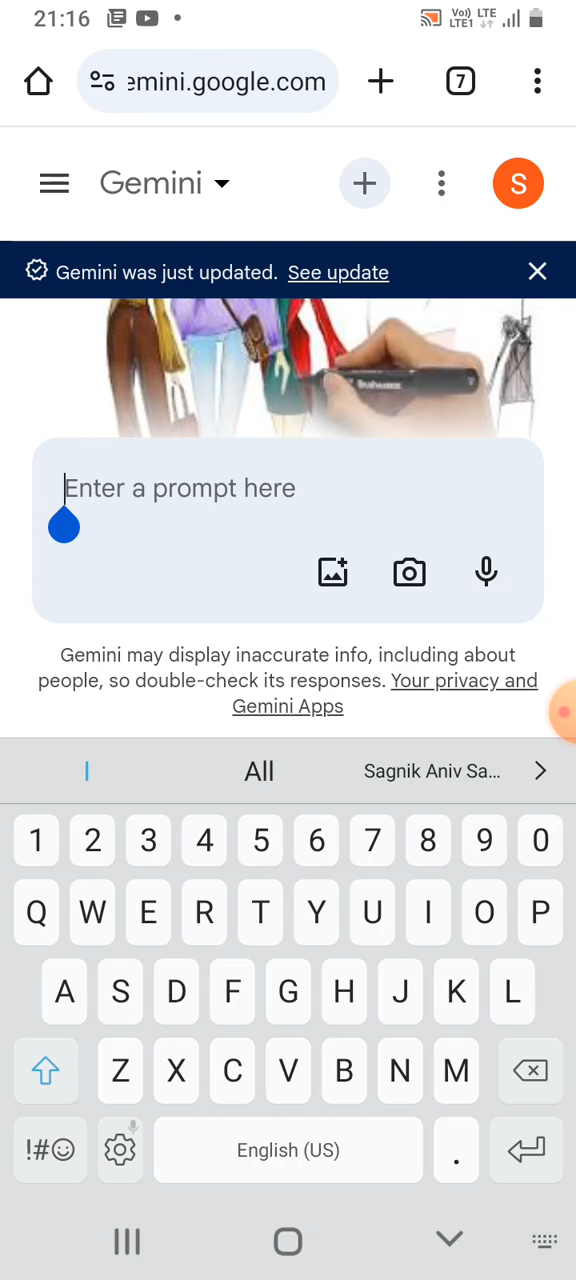 21:16
Vo)) LTE
LTE1
emini.google.com
7
Gemini
S
Gemini was just updated. See update
Enter a prompt here
Gemini may display inaccurate info, including about
people, so double-check its responses. Your privacy and
Gemini Apps
I All Sagnik Aniv Sa...
1 2 3 4 5 6 7 8 9 0
Q W E R T Y U I O P
A S D F G H J K L
Z X C V B N M
!#☺ English (US) .